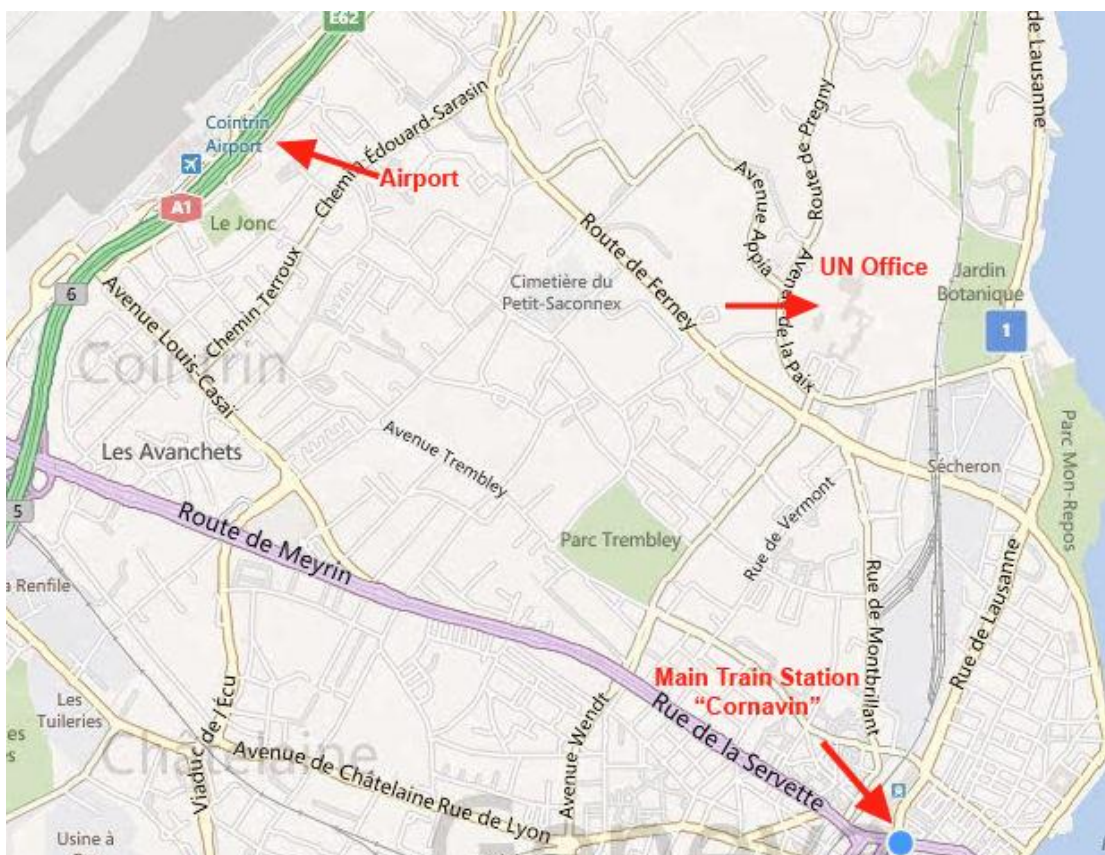 E62
de Lausanne
Cointrin
Airport
Chemin Édouard-Sarasin
Airport
Route de Pregny
A1
Le Jonc
Avenue Appia
Route de Ferney
UN Office
Cimetière du
Petit-Saconnex
Jardin
Botanique
6
Avenue Louis-Casaï
Chemin Terroux
Avenue de la Paix
1
Cointrin
Les Avanchets
Avenue Trembley
Parc Mon-Repos
Sécheron
5
Route de Meyrin
Parc Trembley
Rue de Vermont
Rue de Montbrillant
Rue de Lausanne
a Renfile
Main Train Station
“Cornavin”
Les
Tuileries
es
s
Viaduc de l'Écu
Châtelaine
Avenue de Châtelaine
Rue de Lyon
Avenue Wendt
Rue de la Servette
Usine à